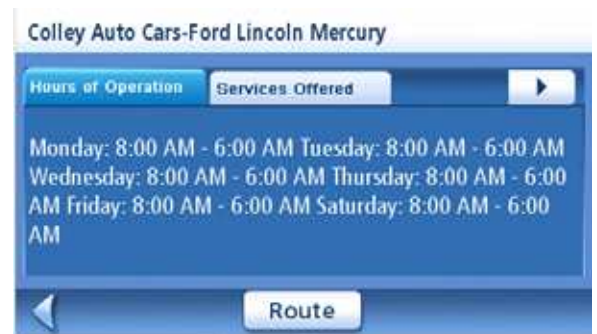 Colley Auto Cars-Ford Lincoln Mercury
Hours of Operation Services Offered
Monday: 8:00 AM - 6:00 AM Tuesday: 8:00 AM - 6:00 AM
Wednesday: 8:00 AM - 6:00 AM Thursday: 8:00 AM - 6:00
AM Friday: 8:00 AM - 6:00 AM Saturday: 8:00 AM - 6:00
AM
Route